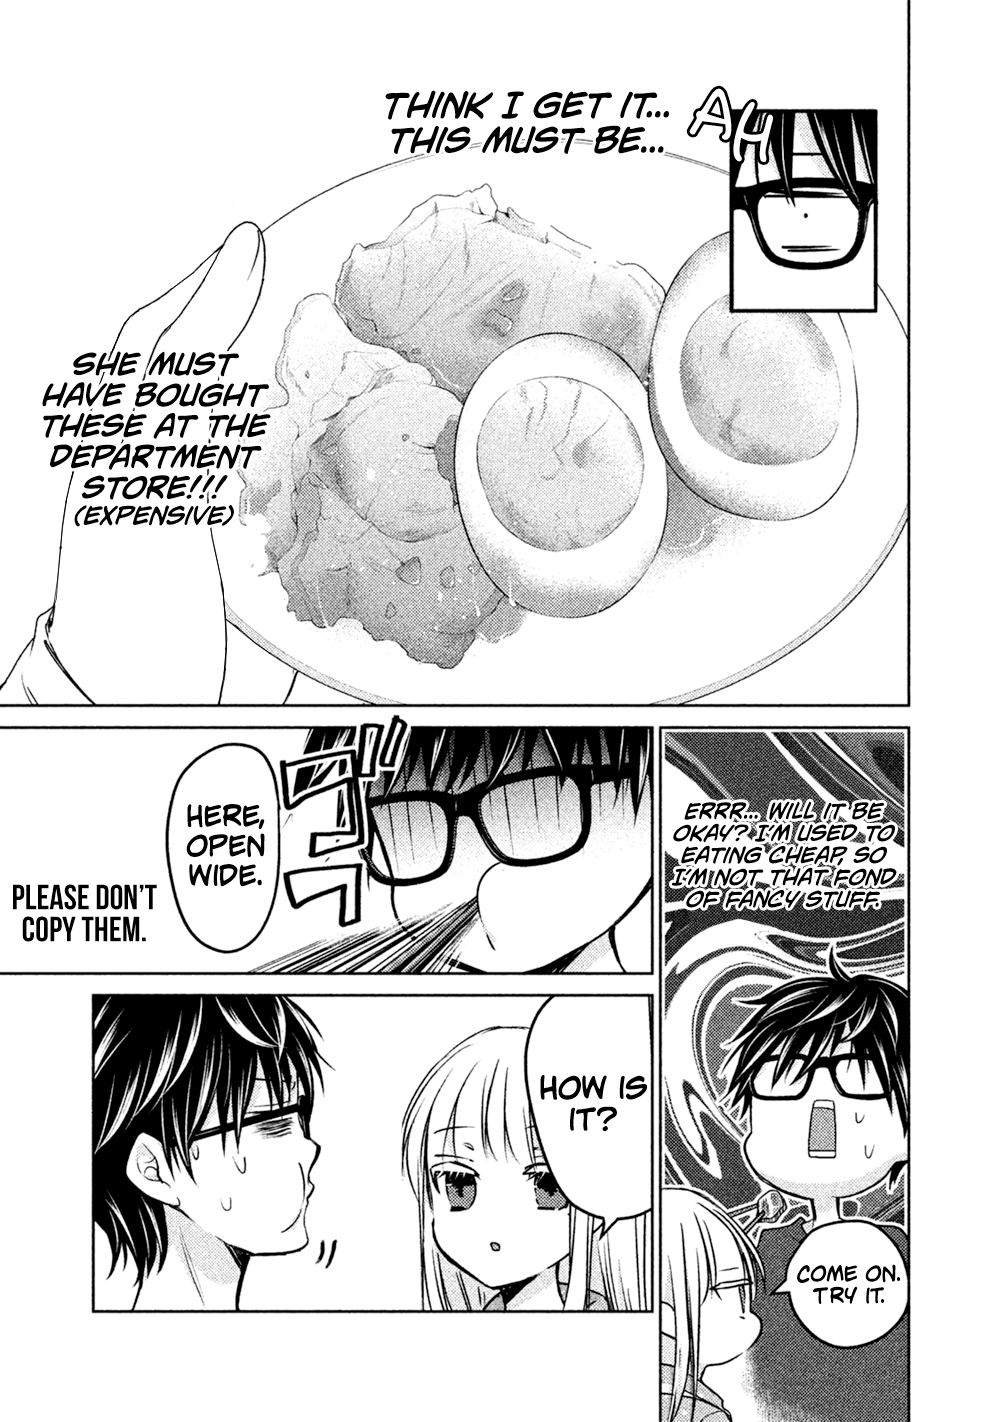 AH
THINK I GET IT...
THIS MUST BE...
SHE MUST
HAVE BOUGHT
THESE AT THE
DEPARTMENT
STORE!!!
(EXPENSIVE)
ERRR... WILL IT BE
OKAY? I'M USED TO
EATING CHEAP, SO
I'M NOT THAT FOND
OF FANCY STUFF.
COME ON.
TRY IT.
HERE,
OPEN
WIDE.
PLEASE DON'T
COPY THEM.
HOW IS
IT?